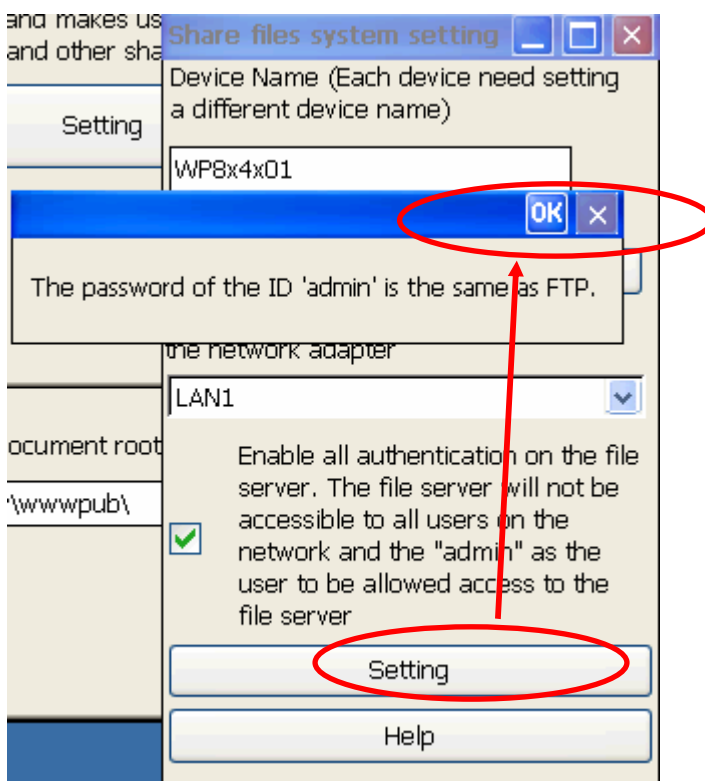 and makes us
and other sha
Setting
Share files system setting
Device Name (Each device need setting
a different device name)
WP8x4x01
OK
The password of the ID 'admin' is the same as FTP.
the network adapter
LAN1
ocument root
\wwwpub\
Enable all authentication on the file
server. The file server will not be
accessible to all users on the
network and the "admin" as the
user to be allowed access to the
file server
Setting
Help